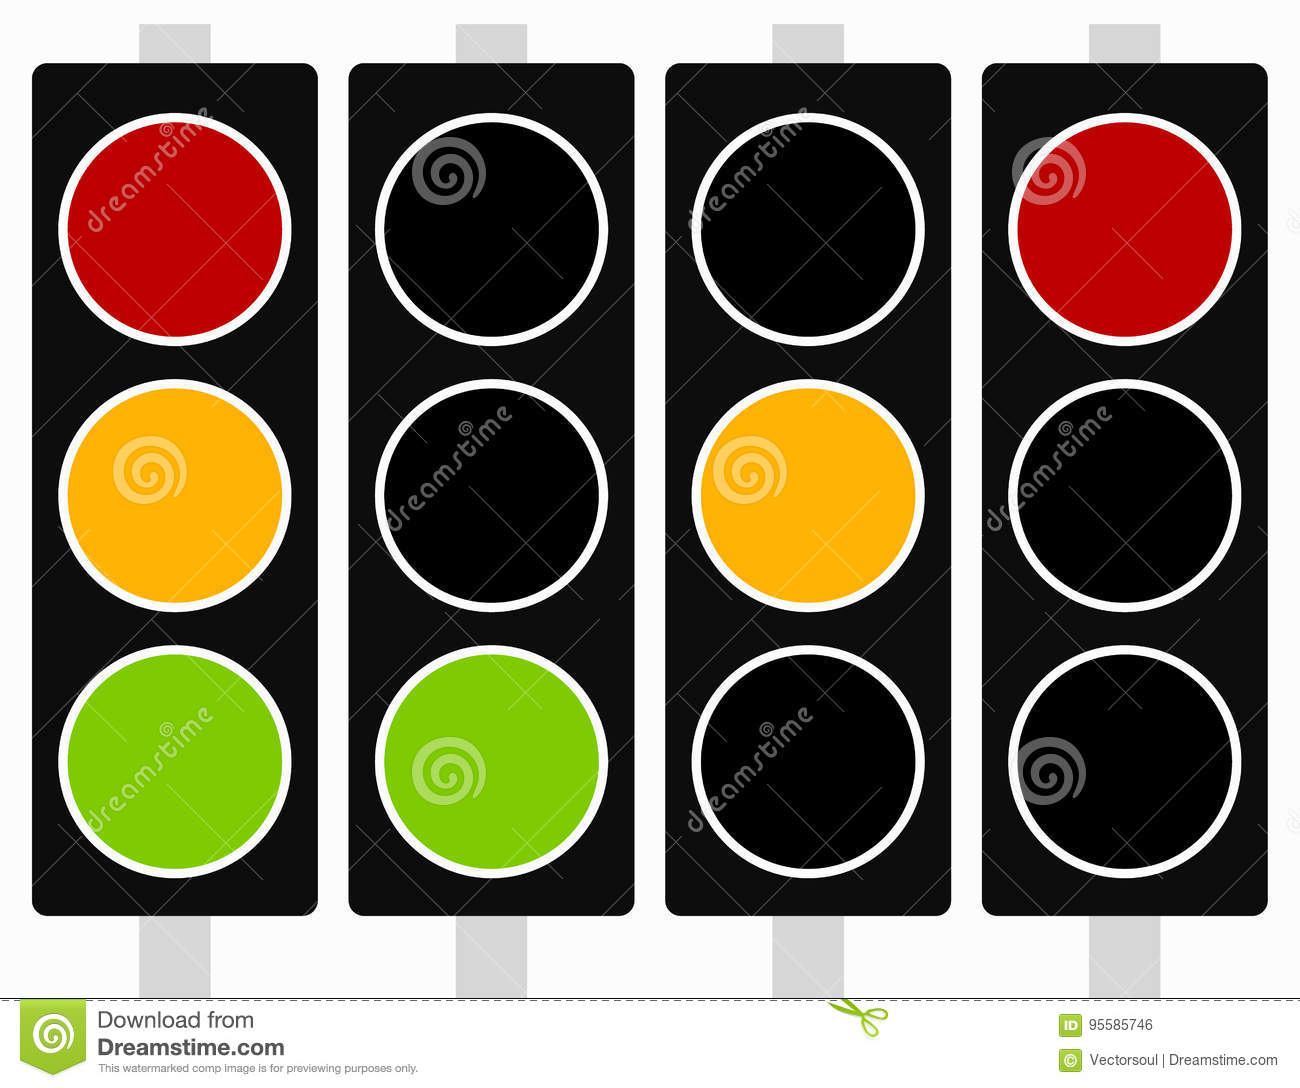 dreamstime
dreamstime
dreamstime
dreamstime
dreamstime
dreamstime
Download from
Dreamstime.com
This watermarked comp image is for previewing purposes only.
ID 95585746
© Vectorsoul | Dreamstime.com